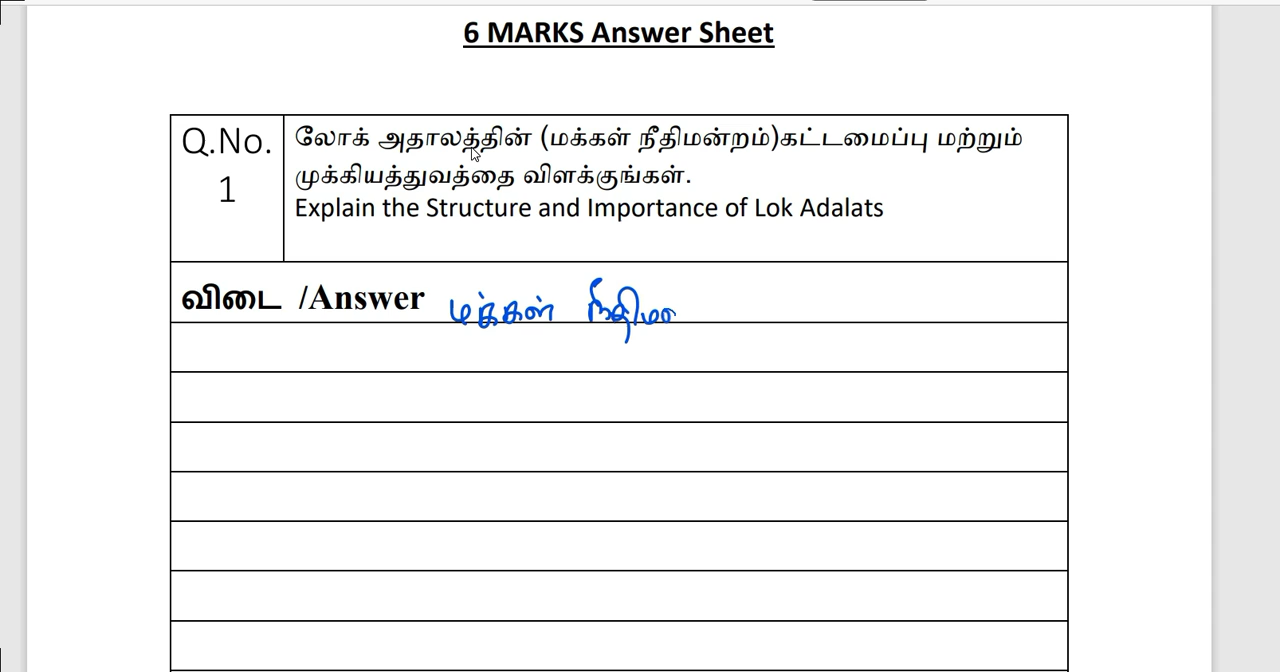 6 MARKS Answer Sheet
Q.No. 1
லோக் அதாலத்தின் (மக்கள் நீதிமன்றம்)கட்டமைப்பு மற்றும்
முக்கியத்துவத்தை விளக்குங்கள்.
Explain the Structure and Importance of Lok Adalats
விடை /Answer மக்கள்